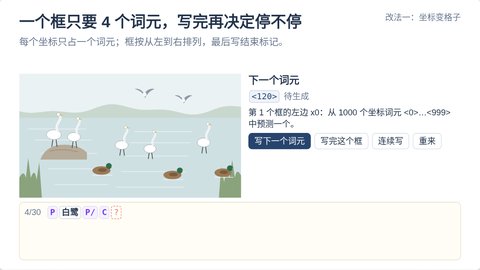 一个框只要 4 个词元，写完再决定停不停
改法一：坐标变格子
每个坐标只占一个词元；框按从左到右排列，最后写结束标记。
下一个词元
<120> 待生成
第 1 个框的左边 x0：从 1000 个坐标词元 <0>…<999>
中预测一个。
写下一个词元 写完这个框 连续写 重来
4/30 P 白鹭 P/ C ?